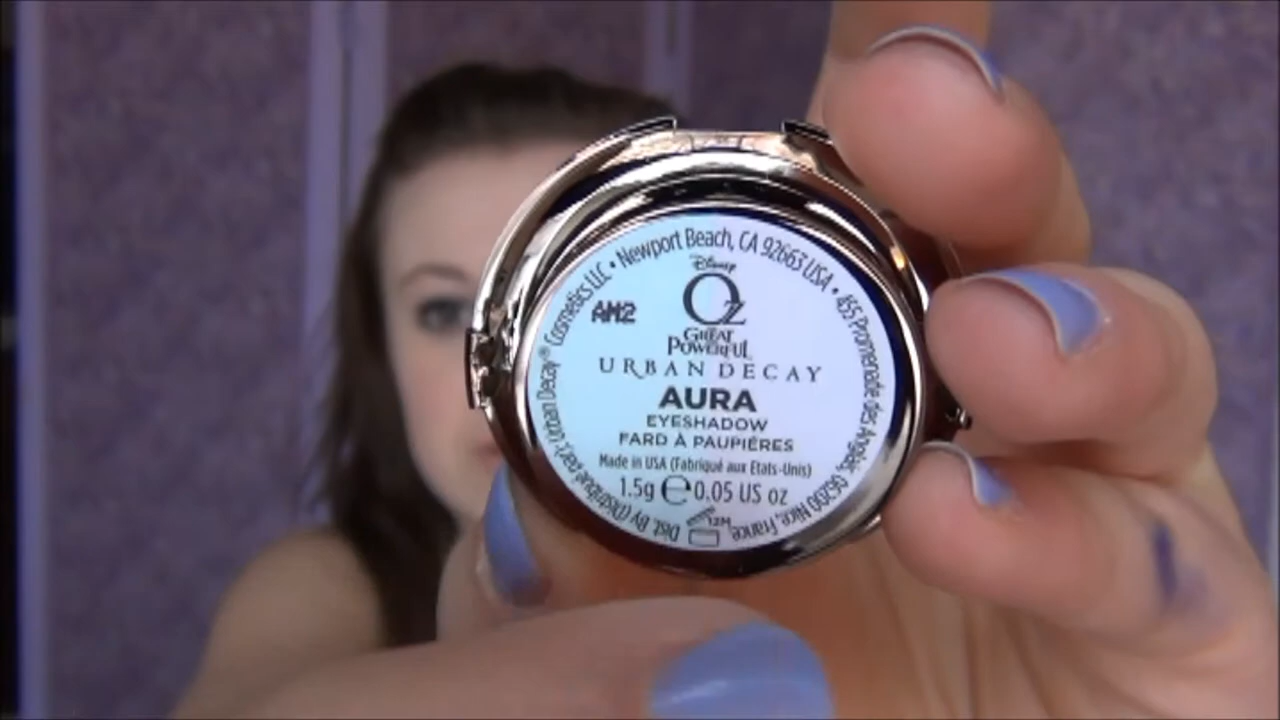 Dist. By (Distribué par): Urban Decay® Cosmetics LLC • Newport Beach, CA 92663 USA • 455 Promenade des Anglais, 06200 Nice, France
Disney
OZ
THE
GREAT
AND
POWERFUL
AM2
URBAN DECAY
AURA
EYESHADOW
FARD À PAUPIÉRES
Made in USA (Fabriqué aux Etats-Unis)
1.5g e 0.05 US oz
12M